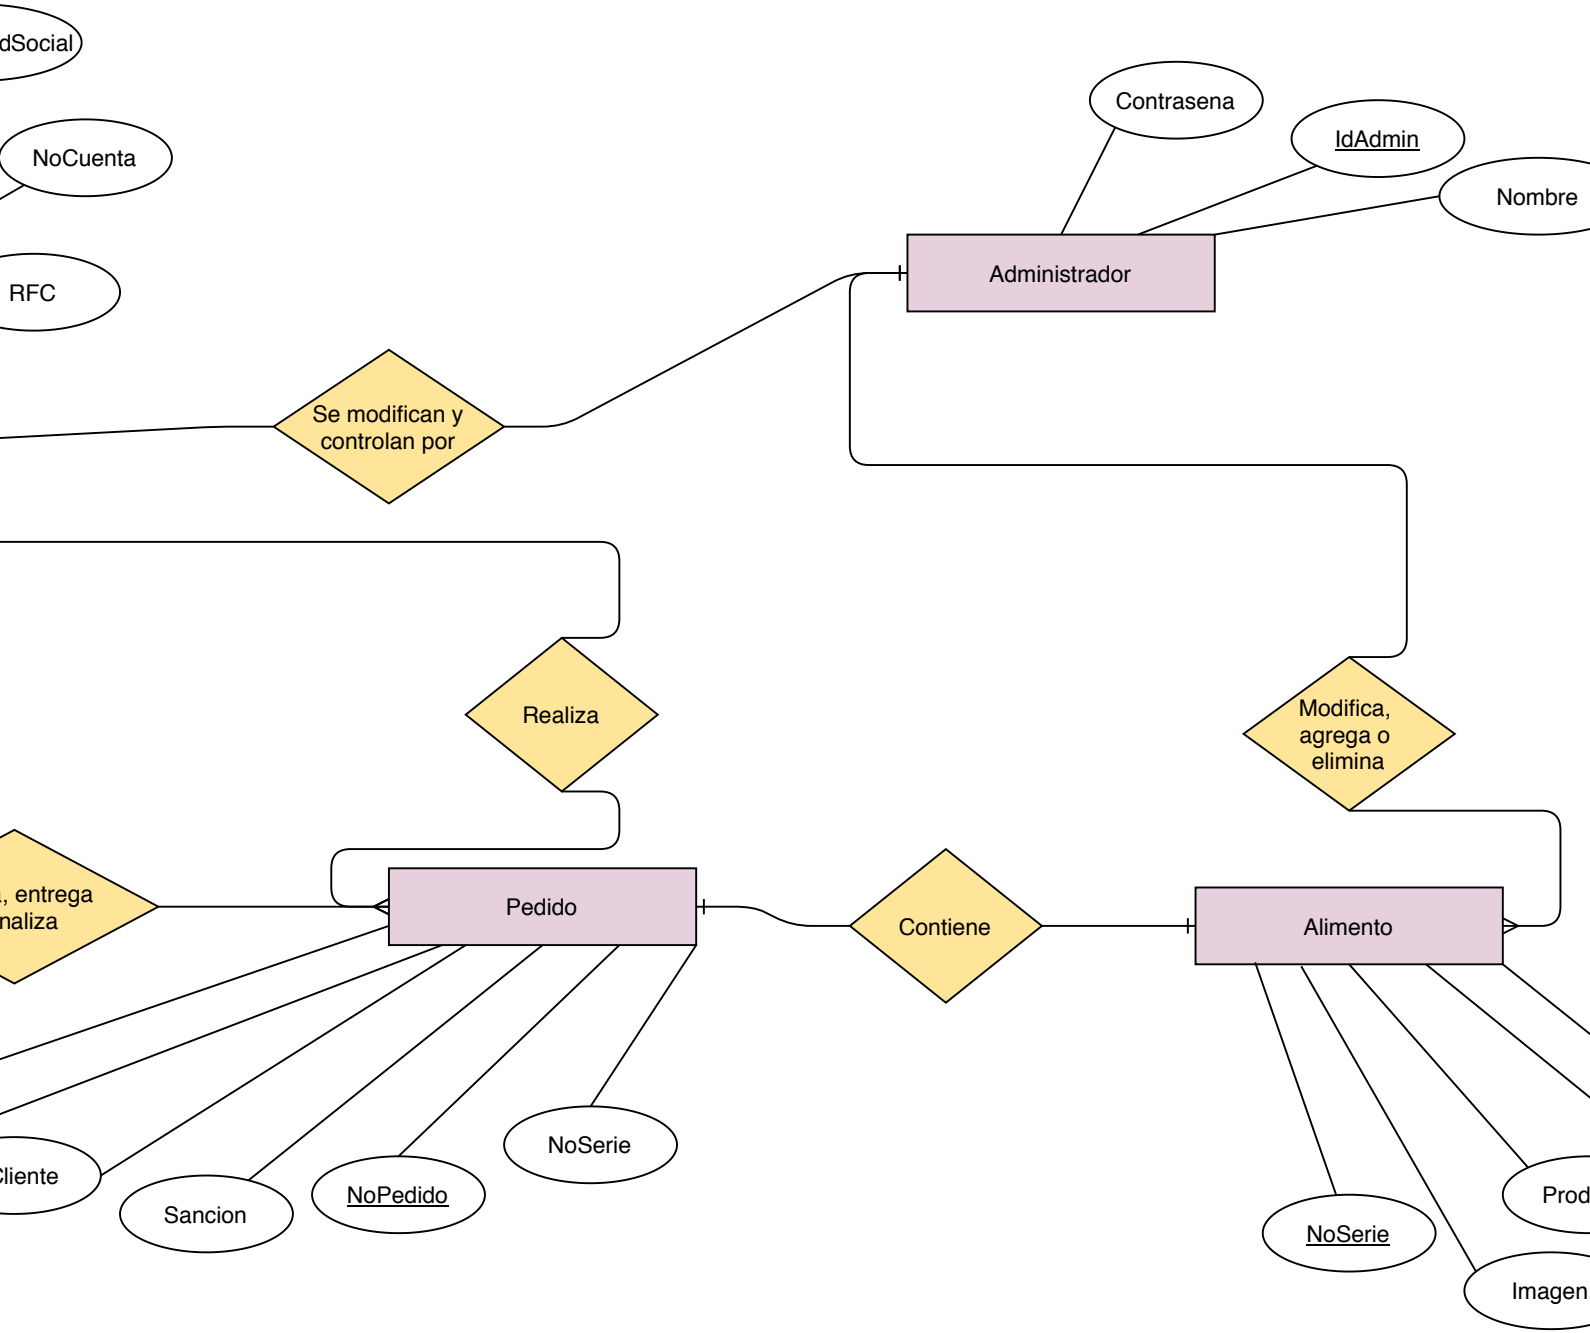 dSocial
Contrasena
IdAdmin
NoCuenta
Nombre
Administrador
RFC
Se modifican y
controlan por
Realiza
Modifica,
agrega o
elimina
, entrega
naliza
Pedido
Contiene
Alimento
NoSerie
Cliente
NoPedido
Prod
Sancion
NoSerie
Imagen